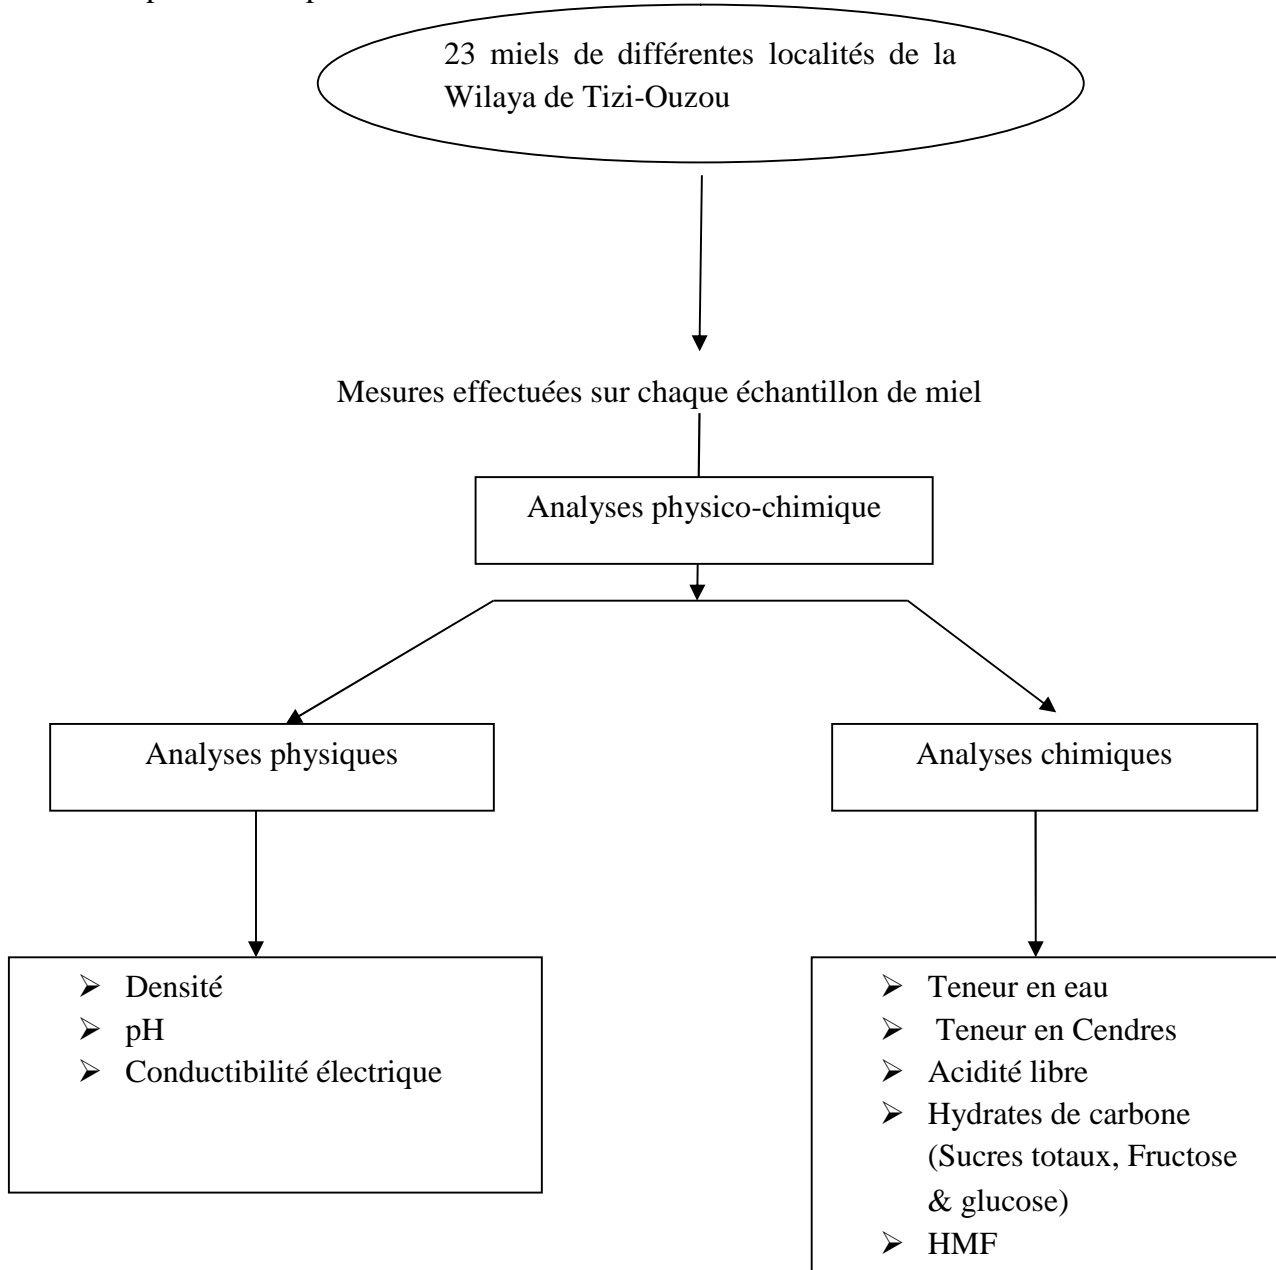 23 miels de différentes localités de la
Wilaya de Tizi-Ouzou
Mesures effectuées sur chaque échantillon de miel
Analyses physico-chimique
Analyses physiques
Analyses chimiques
➢ Densité
➢ pH
➢ Conductibilité électrique
➢ Teneur en eau
➢ Teneur en Cendres
➢ Acidité libre
➢ Hydrates de carbone
(Sucres totaux, Fructose
& glucose)
➢ HMF